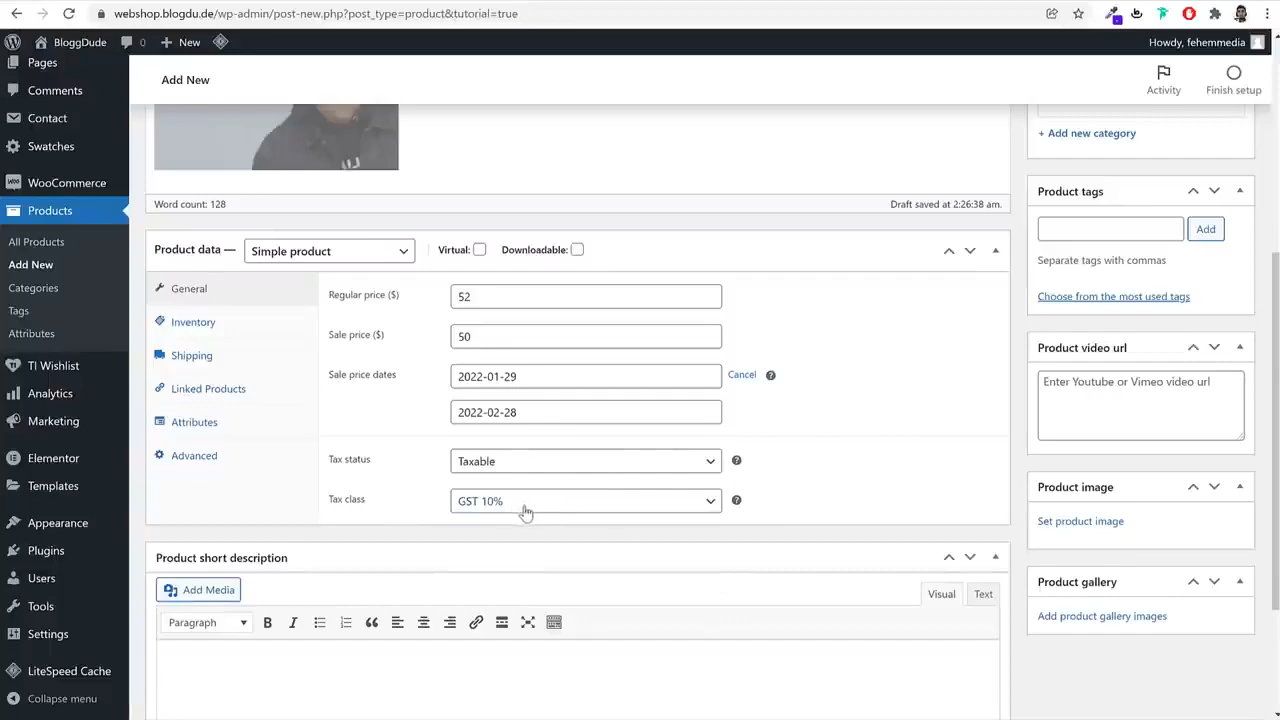 webshop.blogdu.de/wp-admin/post-new.php?post_type=product&tutorial=true
BloggDude
0
New
Howdy, fehemmedia
Pages
Comments
Contact
Swatches
WooCommerce
Products
All Products
Add New
Categories
Tags
Attributes
TI Wishlist
Analytics
Marketing
Elementor
Templates
Appearance
Plugins
Users
Tools
Settings
LiteSpeed Cache
Collapse menu
Add New
Activity
Finish setup
Word count: 128
Draft saved at 2:26:38 am.
Product data —
Simple product
Virtual:
Downloadable:
General
Inventory
Shipping
Linked Products
Attributes
Advanced
Regular price ($)
52
Sale price ($)
50
Sale price dates
2022-01-29
Cancel
2022-02-28
Tax status
Taxable
Tax class
GST 10%
Product short description
Add Media
Visual
Text
Paragraph
+ Add new category
Product tags
Add
Separate tags with commas
Choose from the most used tags
Product video url
Enter Youtube or Vimeo video url
Product image
Set product image
Product gallery
Add product gallery images